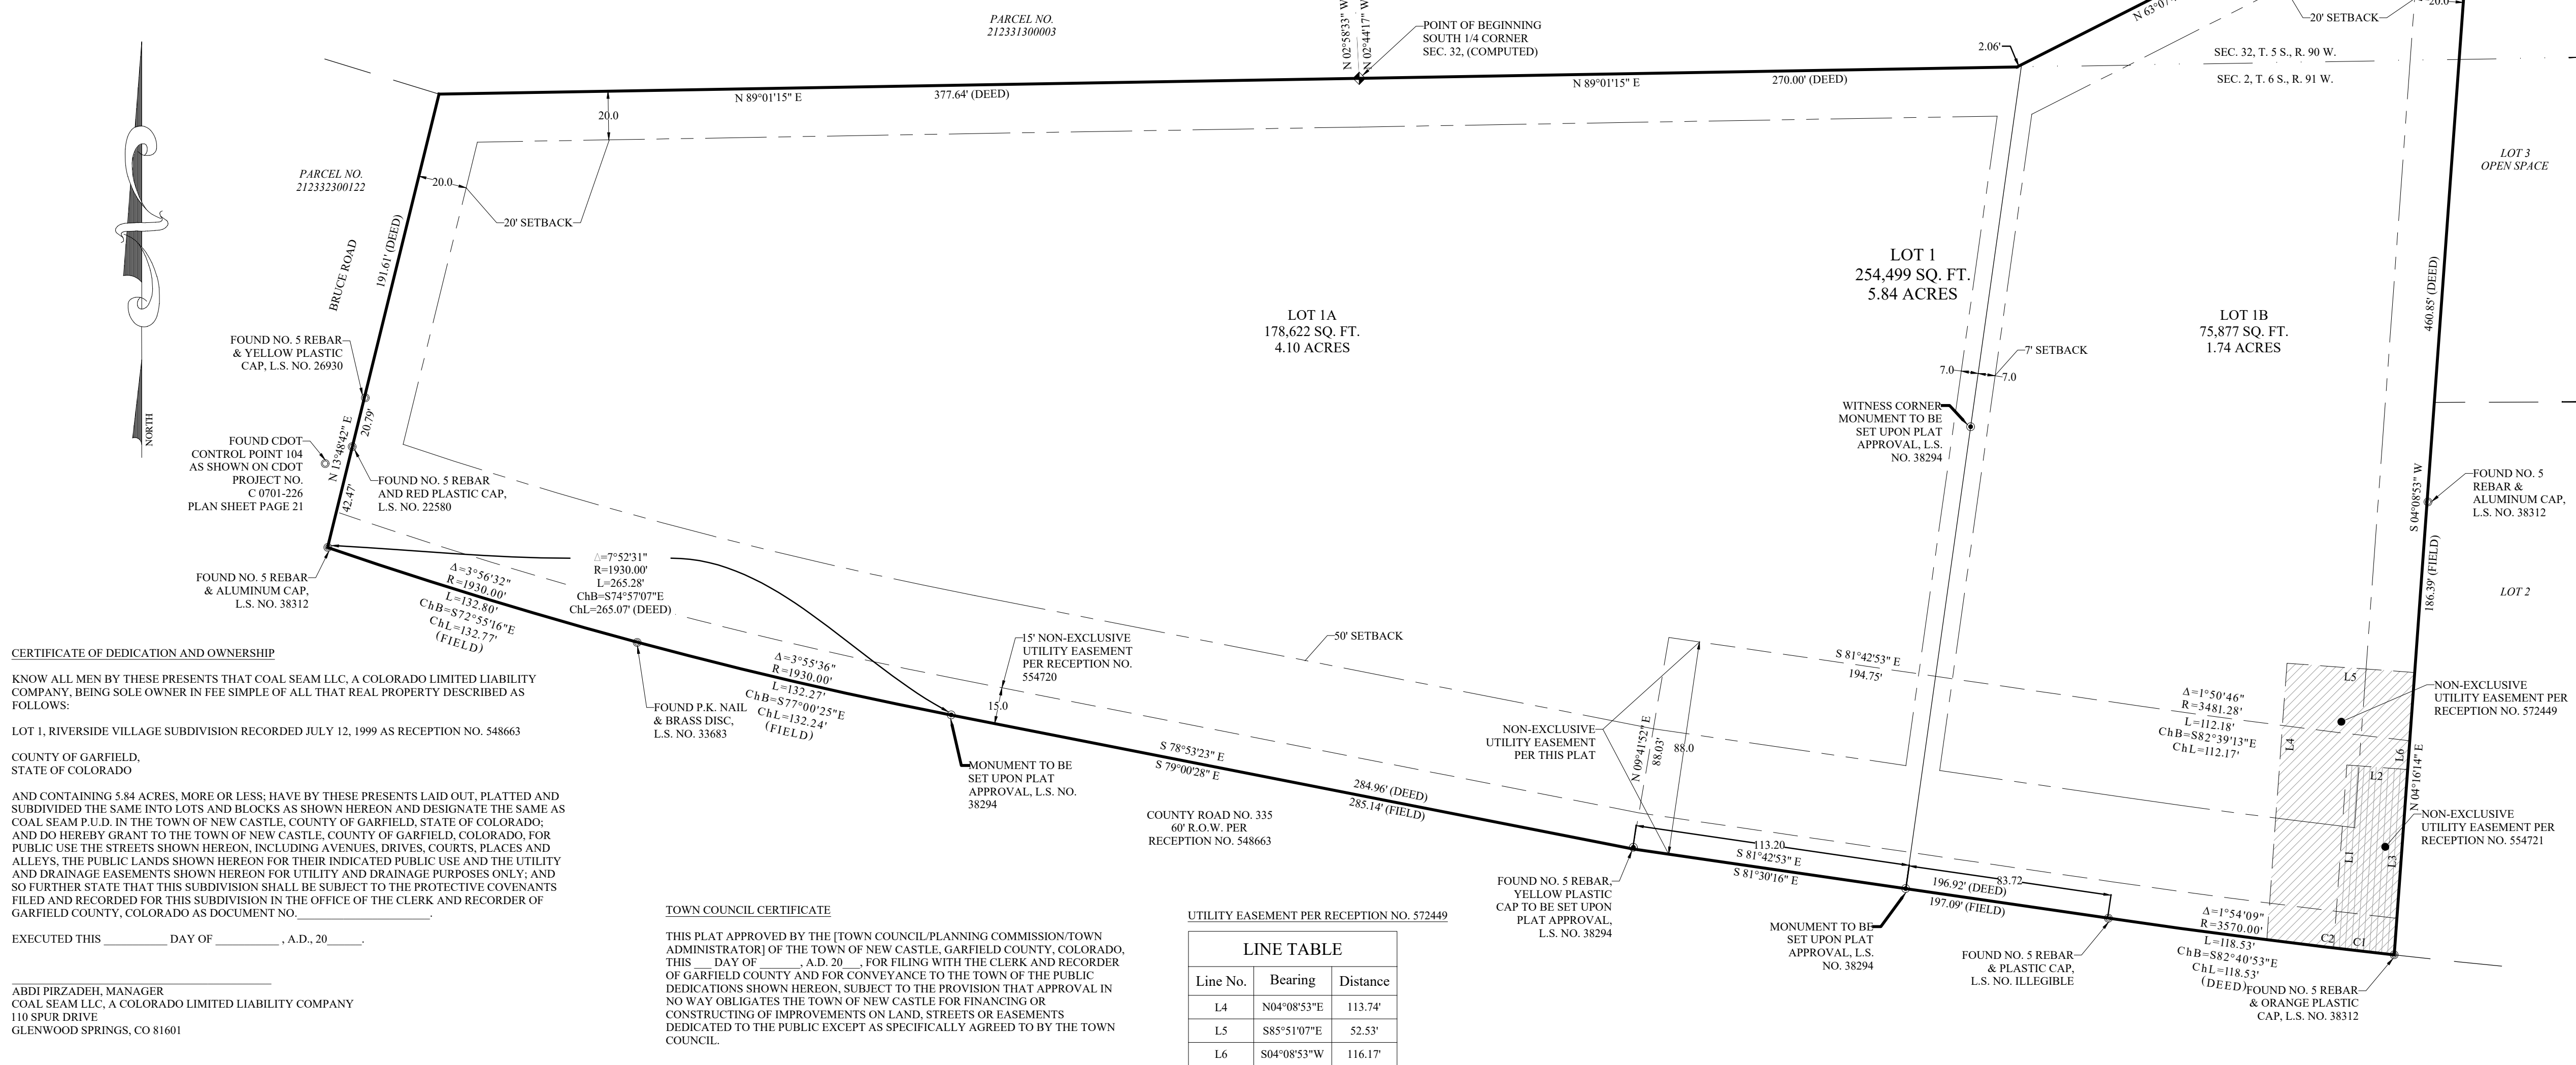 PARCEL NO.
212331300003
N 02°58'33" W
N 02°44'17" W
POINT OF BEGINNING
SOUTH 1/4 CORNER
SEC. 32, (COMPUTED)
2.06'
20' SETBACK
20.0
SEC. 32, T. 5 S., R. 90 W.
SEC. 2, T. 6 S., R. 91 W.
N 89°01'15" E
377.64' (DEED)
N 89°01'15" E
270.00' (DEED)
20.0
PARCEL NO.
212332300122
20.0
20' SETBACK
LOT 3
OPEN SPACE
BRUCE ROAD
191.61' (DEED)
LOT 1
254,499 SQ. FT.
5.84 ACRES
LOT 1A
178,622 SQ. FT.
4.10 ACRES
LOT 1B
75,877 SQ. FT.
1.74 ACRES
460.85' (DEED)
7' SETBACK
7.0
7.0
FOUND NO. 5 REBAR
& YELLOW PLASTIC
CAP, L.S. NO. 26930
NORTH
N 13°48'42" E
20.79'
42.47'
FOUND CDOT
CONTROL POINT 104
AS SHOWN ON CDOT
PROJECT NO.
C 0701-226
PLAN SHEET PAGE 21
FOUND NO. 5 REBAR
AND RED PLASTIC CAP,
L.S. NO. 22580
WITNESS CORNER
MONUMENT TO BE
SET UPON PLAT
APPROVAL, L.S.
NO. 38294
S 04°08'53" W
FOUND NO. 5
REBAR &
ALUMINUM CAP,
L.S. NO. 38312
186.39' (FIELD)
LOT 2
FOUND NO. 5 REBAR
& ALUMINUM CAP,
L.S. NO. 38312
Δ=7°52'31"
R=1930.00'
L=265.28'
ChB=S74°57'07"E
ChL=265.07' (DEED)
Δ=3°56'32"
R=1930.00'
L=132.80'
ChB=S72°55'16"E
ChL=132.77'
(FIELD)
15' NON-EXCLUSIVE
UTILITY EASEMENT
PER RECEPTION NO.
554720
15.0
50' SETBACK
Δ=3°55'36"
R=1930.00'
L=132.27'
ChB=S77°00'25"E
ChL=132.24'
(FIELD)
FOUND P.K. NAIL
& BRASS DISC,
L.S. NO. 33683
MONUMENT TO BE
SET UPON PLAT
APPROVAL, L.S. NO.
38294
S 78°53'23" E
S 79°00'28" E
284.96' (DEED)
285.14' (FIELD)
COUNTY ROAD NO. 335
60' R.O.W. PER
RECEPTION NO. 548663
NON-EXCLUSIVE
UTILITY EASEMENT
PER THIS PLAT
N 09°41'52" E
88.03'
88.0
S 81°42'53" E
194.75'
Δ=1°50'46"
R=3481.28'
L=112.18'
ChB=S82°39'13"E
ChL=112.17'
L5
L4
L6
L2
L1
L3
C2
C1
N 04°16'14" E
NON-EXCLUSIVE
UTILITY EASEMENT PER
RECEPTION NO. 572449
NON-EXCLUSIVE
UTILITY EASEMENT PER
RECEPTION NO. 554721
113.20
S 81°42'53" E
S 81°30'16" E
196.92' (DEED)
83.72
197.09' (FIELD)
FOUND NO. 5 REBAR,
YELLOW PLASTIC
CAP TO BE SET UPON
PLAT APPROVAL,
L.S. NO. 38294
MONUMENT TO BE
SET UPON PLAT
APPROVAL, L.S.
NO. 38294
FOUND NO. 5 REBAR
& PLASTIC CAP,
L.S. NO. ILLEGIBLE
Δ=1°54'09"
R=3570.00'
L=118.53'
ChB=S82°40'53"E
ChL=118.53'
(DEED)
FOUND NO. 5 REBAR
& ORANGE PLASTIC
CAP, L.S. NO. 38312
CERTIFICATE OF DEDICATION AND OWNERSHIP
KNOW ALL MEN BY THESE PRESENTS THAT COAL SEAM LLC, A COLORADO LIMITED LIABILITY
COMPANY, BEING SOLE OWNER IN FEE SIMPLE OF ALL THAT REAL PROPERTY DESCRIBED AS
FOLLOWS:
LOT 1, RIVERSIDE VILLAGE SUBDIVISION RECORDED JULY 12, 1999 AS RECEPTION NO. 548663
COUNTY OF GARFIELD,
STATE OF COLORADO
AND CONTAINING 5.84 ACRES, MORE OR LESS; HAVE BY THESE PRESENTS LAID OUT, PLATTED AND
SUBDIVIDED THE SAME INTO LOTS AND BLOCKS AS SHOWN HEREON AND DESIGNATE THE SAME AS
COAL SEAM P.U.D. IN THE TOWN OF NEW CASTLE, COUNTY OF GARFIELD, STATE OF COLORADO;
AND DO HEREBY GRANT TO THE TOWN OF NEW CASTLE, COUNTY OF GARFIELD, COLORADO, FOR
PUBLIC USE THE STREETS SHOWN HEREON, INCLUDING AVENUES, DRIVES, COURTS, PLACES AND
ALLEYS, THE PUBLIC LANDS SHOWN HEREON FOR THEIR INDICATED PUBLIC USE AND THE UTILITY
AND DRAINAGE EASEMENTS SHOWN HEREON FOR UTILITY AND DRAINAGE PURPOSES ONLY; AND
SO FURTHER STATE THAT THIS SUBDIVISION SHALL BE SUBJECT TO THE PROTECTIVE COVENANTS
FILED AND RECORDED FOR THIS SUBDIVISION IN THE OFFICE OF THE CLERK AND RECORDER OF
GARFIELD COUNTY, COLORADO AS DOCUMENT NO.______________________.
EXECUTED THIS ___________ DAY OF ___________ , A.D., 20______.
ABDI PIRZADEH, MANAGER
COAL SEAM LLC, A COLORADO LIMITED LIABILITY COMPANY
110 SPUR DRIVE
GLENWOOD SPRINGS, CO 81601
TOWN COUNCIL CERTIFICATE
THIS PLAT APPROVED BY THE [TOWN COUNCIL/PLANNING COMMISSION/TOWN
ADMINISTRATOR] OF THE TOWN OF NEW CASTLE, GARFIELD COUNTY, COLORADO,
THIS ___ DAY OF _______, A.D. 20___, FOR FILING WITH THE CLERK AND RECORDER
OF GARFIELD COUNTY AND FOR CONVEYANCE TO THE TOWN OF THE PUBLIC
DEDICATIONS SHOWN HEREON, SUBJECT TO THE PROVISION THAT APPROVAL IN
NO WAY OBLIGATES THE TOWN OF NEW CASTLE FOR FINANCING OR
CONSTRUCTING OF IMPROVEMENTS ON LAND, STREETS OR EASEMENTS
DEDICATED TO THE PUBLIC EXCEPT AS SPECIFICALLY AGREED TO BY THE TOWN
COUNCIL.
UTILITY EASEMENT PER RECEPTION NO. 572449
LINE TABLE
Line No. Bearing Distance
L4 N04°08'53"E 113.74'
L5 S85°51'07"E 52.53'
L6 S04°08'53"W 116.17'